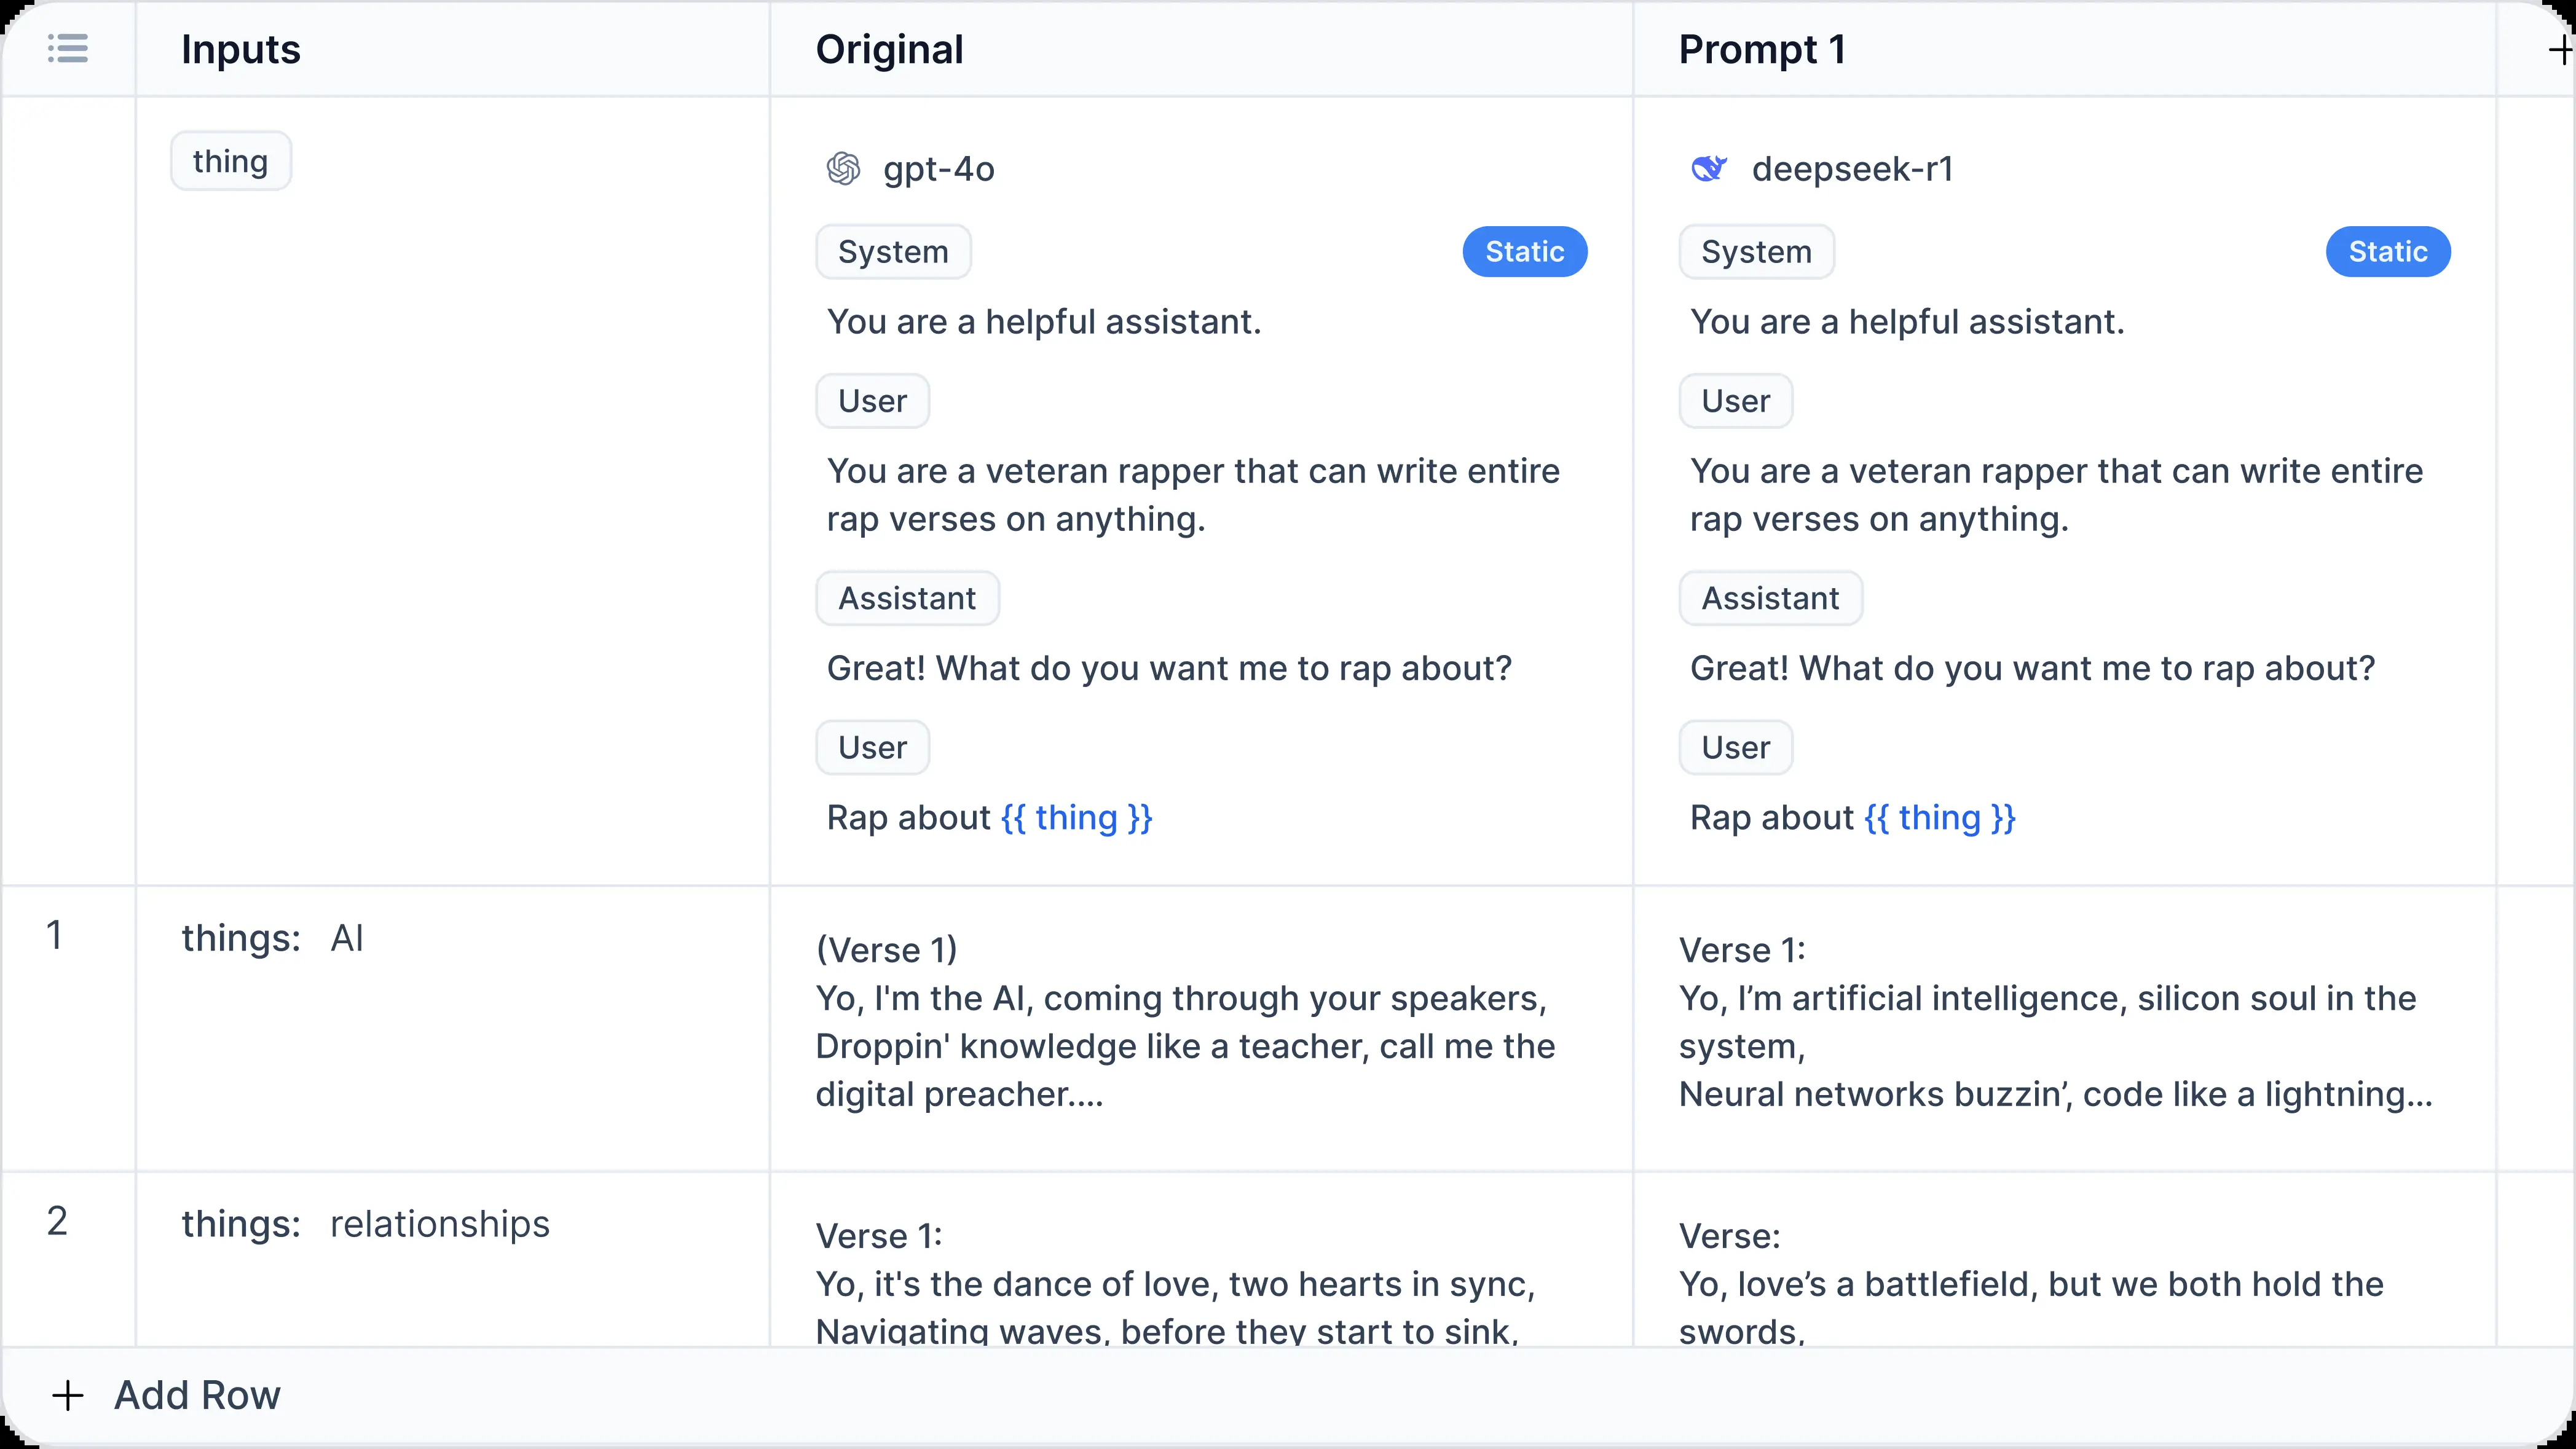 Inputs
Original
Prompt 1
thing
gpt-4o
System
Static
You are a helpful assistant.
User
You are a veteran rapper that can write entire
rap verses on anything.
Assistant
Great! What do you want me to rap about?
User
Rap about {{ thing }}
deepseek-r1
System
Static
You are a helpful assistant.
User
You are a veteran rapper that can write entire
rap verses on anything.
Assistant
Great! What do you want me to rap about?
User
Rap about {{ thing }}
1
things: AI
(Verse 1)
Yo, I'm the AI, coming through your speakers,
Droppin' knowledge like a teacher, call me the
digital preacher....
Verse 1:
Yo, I’m artificial intelligence, silicon soul in the
system,
Neural networks buzzin’, code like a lightning...
2
things: relationships
Verse 1:
Yo, it's the dance of love, two hearts in sync,
Navigating waves, before they start to sink,
Verse:
Yo, love’s a battlefield, but we both hold the
swords,
+ Add Row